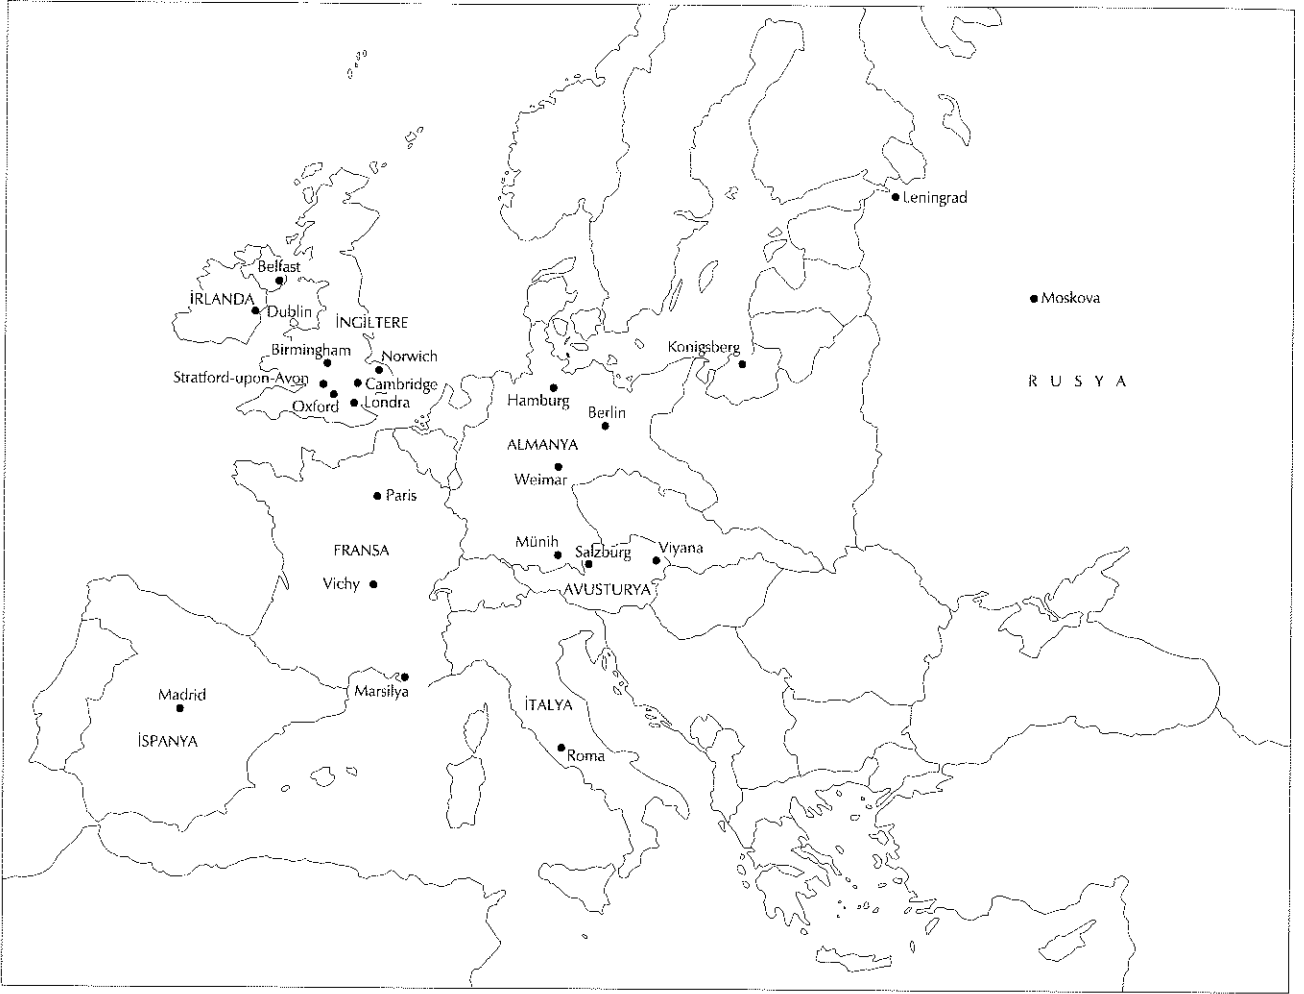 Leningrad
Belfast
İRLANDA
Dublin
Moskova
İNGİLTERE
Birmingham
Norwich
Konigsberg
Stratford-upon-Avon
Cambridge
R U S Y A
Oxford
Londra
Hamburg
Berlin
ALMANYA
Weimar
Paris
FRANSA
Münih
Salzburg
Viyana
Vichy
AVUSTURYA
Marsilya
Madrid
İTALYA
İSPANYA
Roma